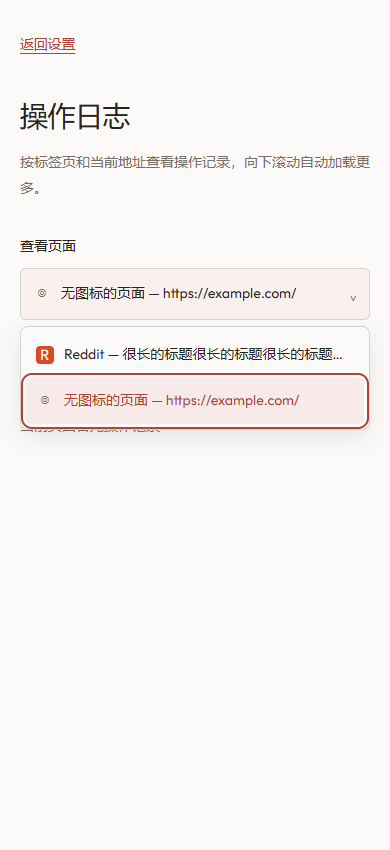 返回设置
操作日志
按标签页和当前地址查看操作记录，向下滚动自动加载更
多。
查看页面
无图标的页面 — https://example.com/
R Reddit — 很长的标题很长的标题很长的标题…
无图标的页面 — https://example.com/